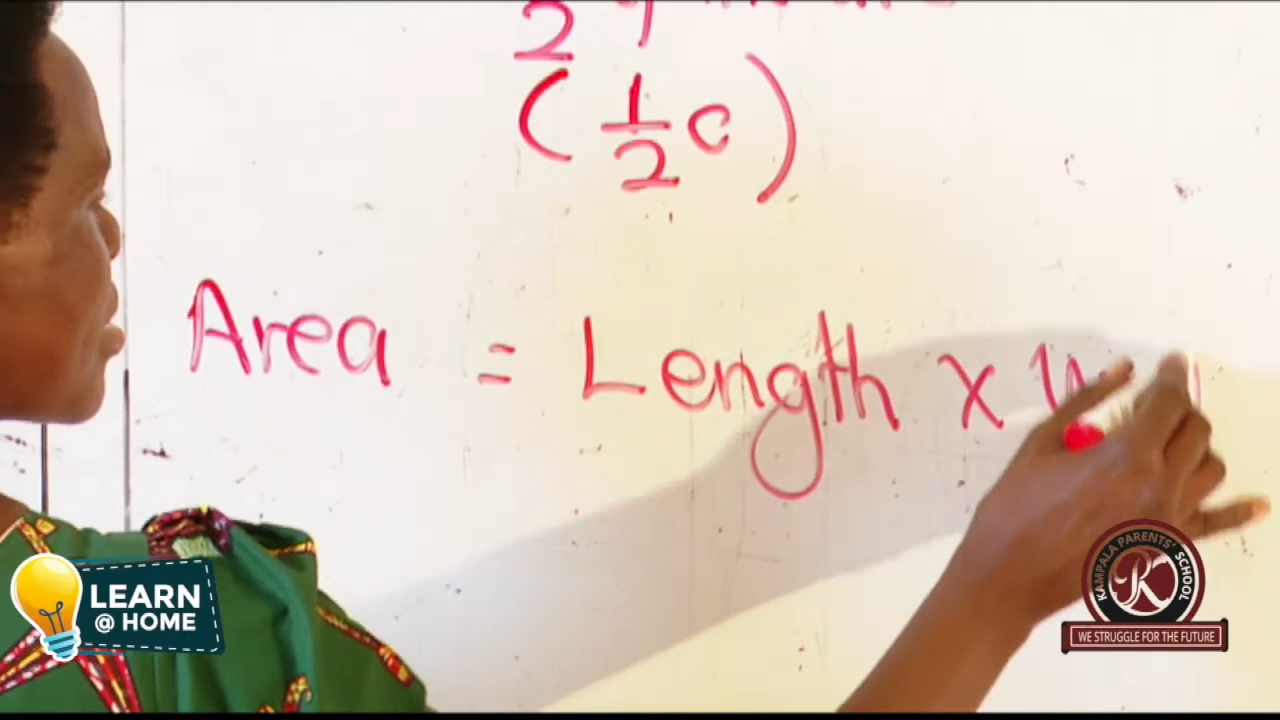 2
( 1/2 c )
Area = Length x
LEARN
@ HOME
KAMPALA PARENTS' SCHOOL
WE STRUGGLE FOR THE FUTURE